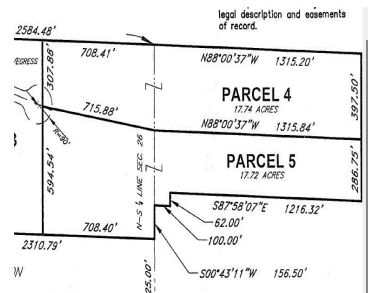 legal description and easements
of record.
2584.48'
708.41'
N88°00'37"W 1315.20'
307.88'
/EGRESS
PARCEL 4
17.74 ACRES
397.50'
715.88'
N88°00'37"W 1315.84'
R=80'
PARCEL 5
17.72 ACRES
286.75'
594.54'
N-S ¼ LINE SEC. 26
S87°58'07"E 1216.32'
62.00'
100.00'
708.40'
2310.79'
S00°43'11"W 156.50'
25.00'
W